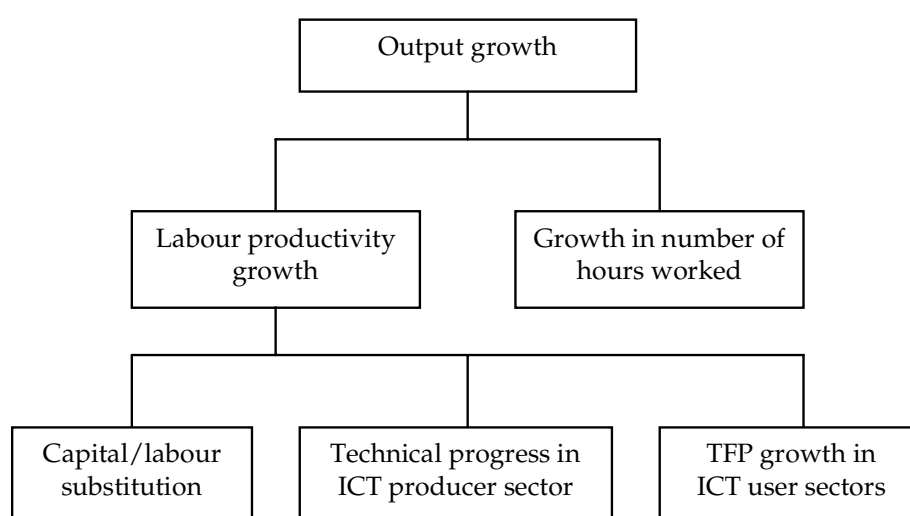 Output growth
Labour productivity
growth
Growth in number of
hours worked
Capital/labour
substitution
Technical progress in
ICT producer sector
TFP growth in
ICT user sectors